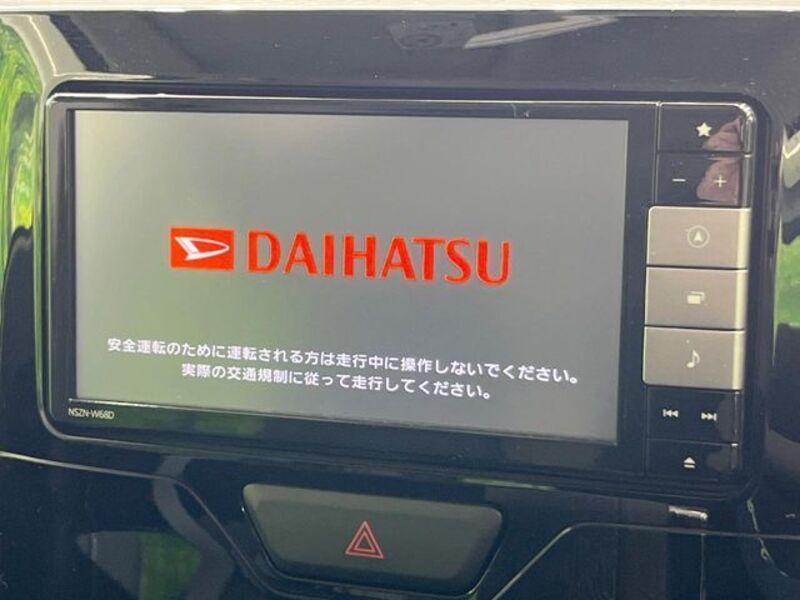 DAIHATSU
安全運転のために運転される方は走行中に操作しないでください。
実際の交通規制に従って走行してください。
NSZN-W68D